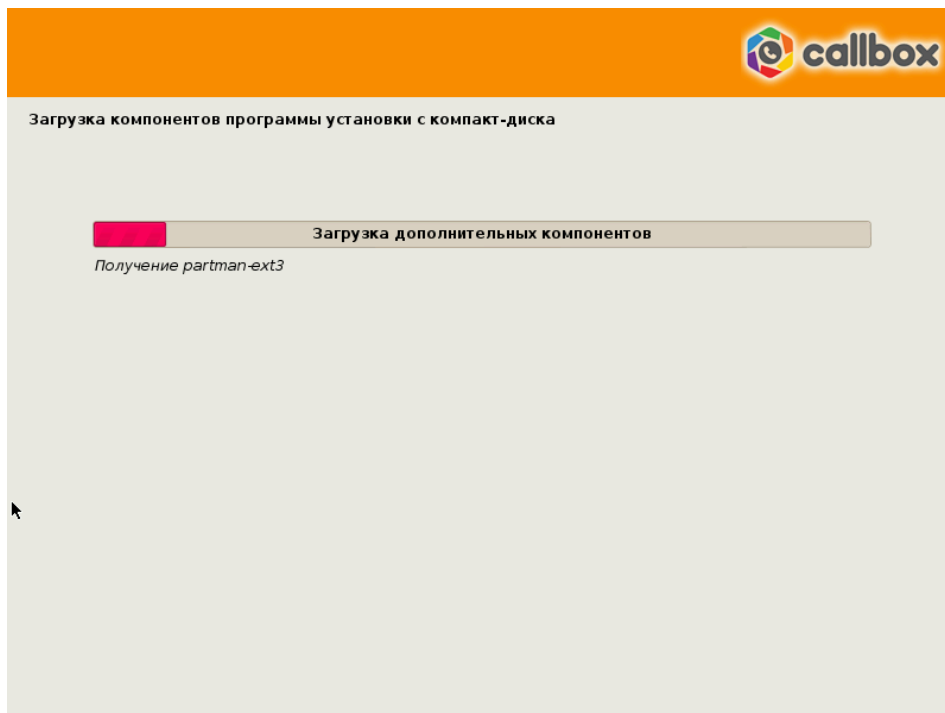 callbox
Загрузка компонентов программы установки с компакт-диска
Загрузка дополнительных компонентов
Получение partman-ext3